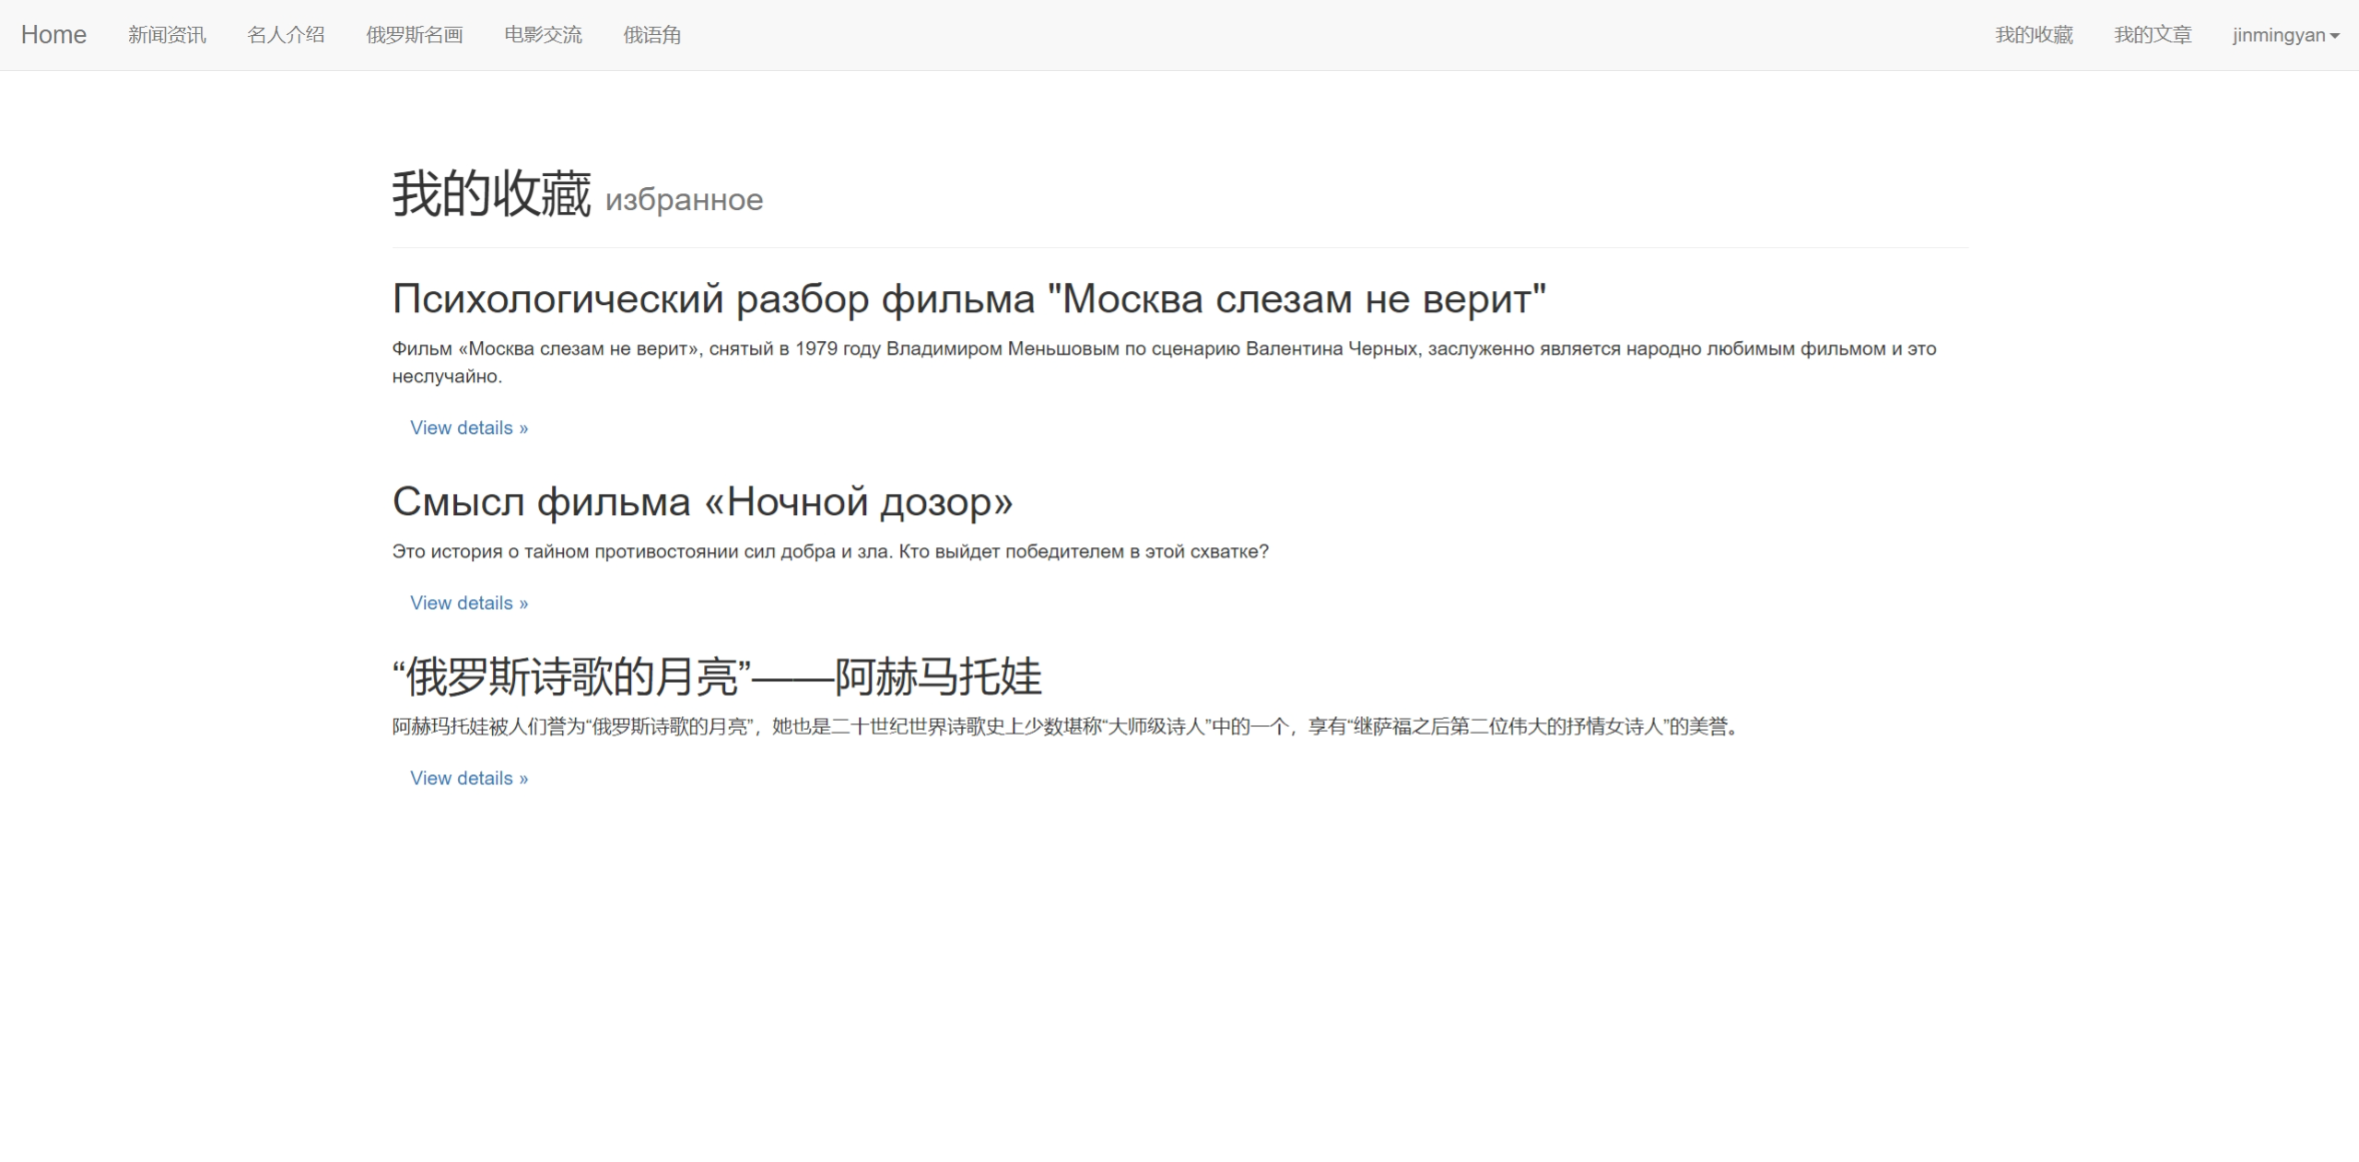 Home 新闻资讯 名人介绍 俄罗斯名画 电影交流 俄语角 我的收藏 我的文章 jinmingyan
我的收藏 избранное
Психологический разбор фильма "Москва слезам не верит"
Фильм «Москва слезам не верит», снятый в 1979 году Владимиром Меньшовым по сценарию Валентина Черных, заслуженно является народно любимым фильмом и это
неслучайно.
View details »
Смысл фильма «Ночной дозор»
Это история о тайном противостоянии сил добра и зла. Кто выйдет победителем в этой схватке?
View details »
“俄罗斯诗歌的月亮”——阿赫马托娃
阿赫玛托娃被人们誉为“俄罗斯诗歌的月亮”，她也是二十世纪世界诗歌史上少数堪称“大师级诗人”中的一个，享有“继萨福之后第二位伟大的抒情女诗人”的美誉。
View details »